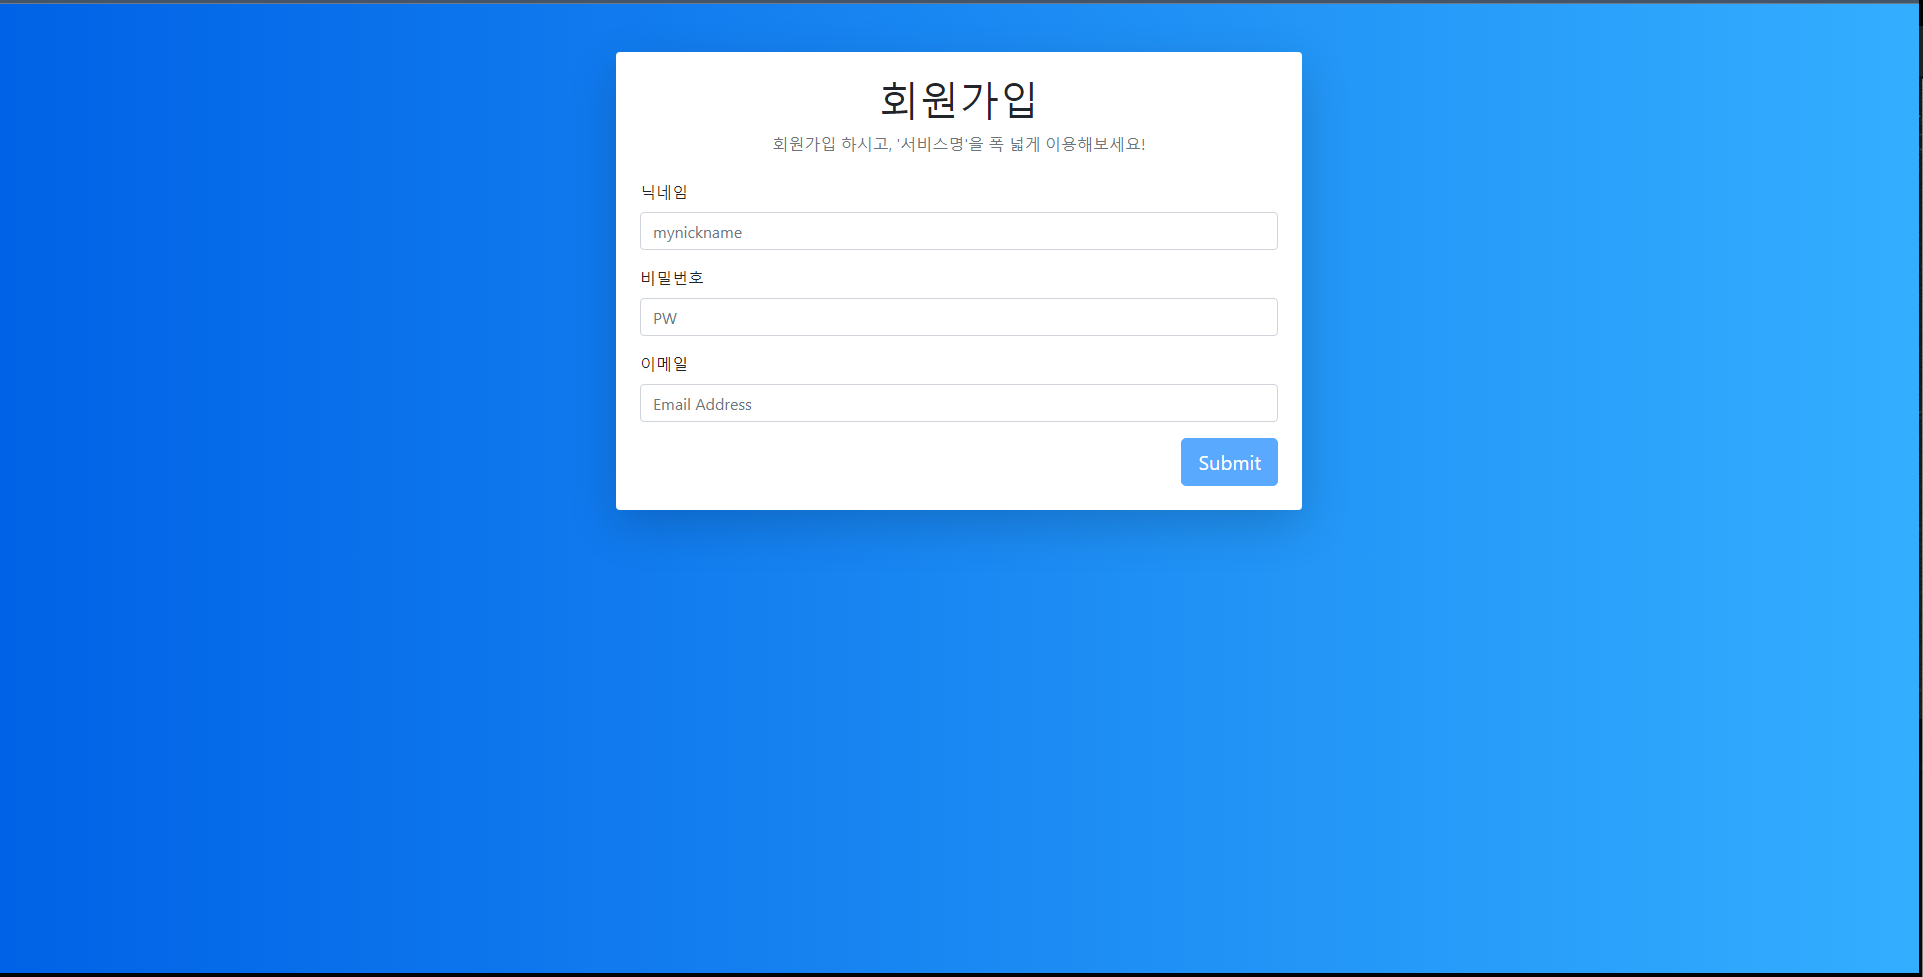 회원가입
회원가입 하시고, '서비스명'을 폭 넓게 이용해보세요!
닉네임
mynickname
비밀번호
PW
이메일
Email Address
Submit